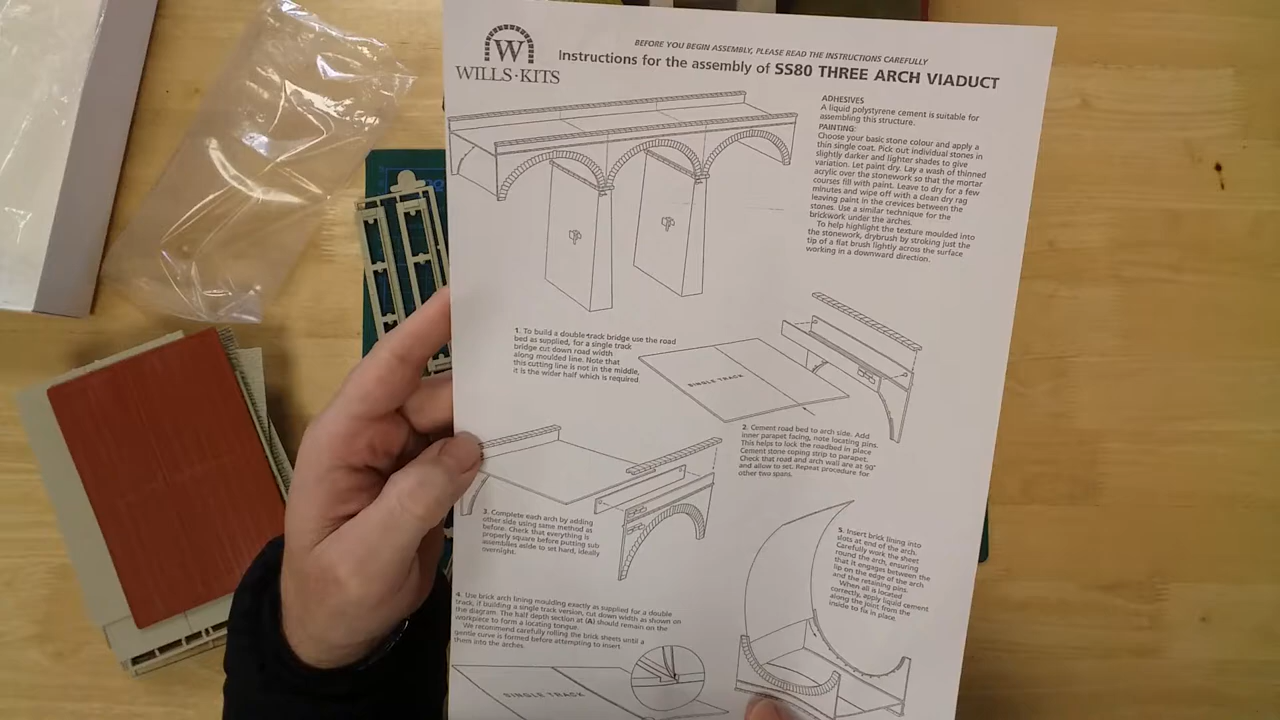 W
WILLS·KITS
BEFORE YOU BEGIN ASSEMBLY, PLEASE READ THE INSTRUCTIONS CAREFULLY
Instructions for the assembly of SS80 THREE ARCH VIADUCT
ADHESIVES
A liquid polystyrene cement is suitable for
assembling this structure.
PAINTING:
Choose your basic stone colour and apply a
thin single coat. Pick out individual stones in
slightly darker and lighter shades to give
variation. Let paint dry. Lay a wash of thinned
acrylic over the stonework so that the mortar
courses fill with paint. Leave to dry for a few
minutes and wipe off with a clean dry rag
leaving paint in the crevices between the
stones. Use a similar technique for the
brickwork under the arches.
To help highlight the texture moulded into
the stonework, drybrush by stroking just the
tip of a flat brush lightly across the surface
working in a downward direction.
1. To build a double track bridge use the road
bed as supplied, for a single track
bridge cut down road width
along moulded line. Note that
this cutting line is not in the middle,
it is the wider half which is required.
SINGLE TRACK
2. Cement road bed to arch side. Add
inner parapet facing, note locating pins.
This helps to lock the roadbed in place
Cement stone coping strip to parapet.
Check that road and arch wall are at 90°
and allow to set. Repeat procedure for
other two spans.
3. Complete each arch by adding
other side using same method as
before. Check that everything is
properly square before putting sub
assemblies aside to set hard, ideally
overnight.
4. Use brick arch lining moulding exactly as supplied for a double
track, if building a single track version, cut down width as shown on
the diagram. The half depth section at (A) should remain on the
workpiece to form a locating tongue.
We recommend carefully rolling the brick sheets until a
gentle curve is formed before attempting to insert
them into the arches.
SINGLE TRACK
5. Insert brick lining into
slots at end of the arch.
Carefully work the sheet
round the arch, ensuring
that it engages between the
lip on the edge of the arch
and the retaining pins.
When all is located
correctly, apply liquid cement
along the joint from the
inside to fix in place.